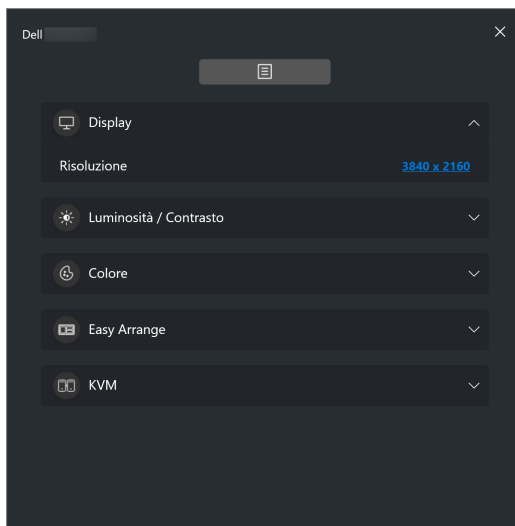 Dell
Display
Risoluzione 3840 x 2160
Luminosità / Contrasto
Colore
Easy Arrange
KVM